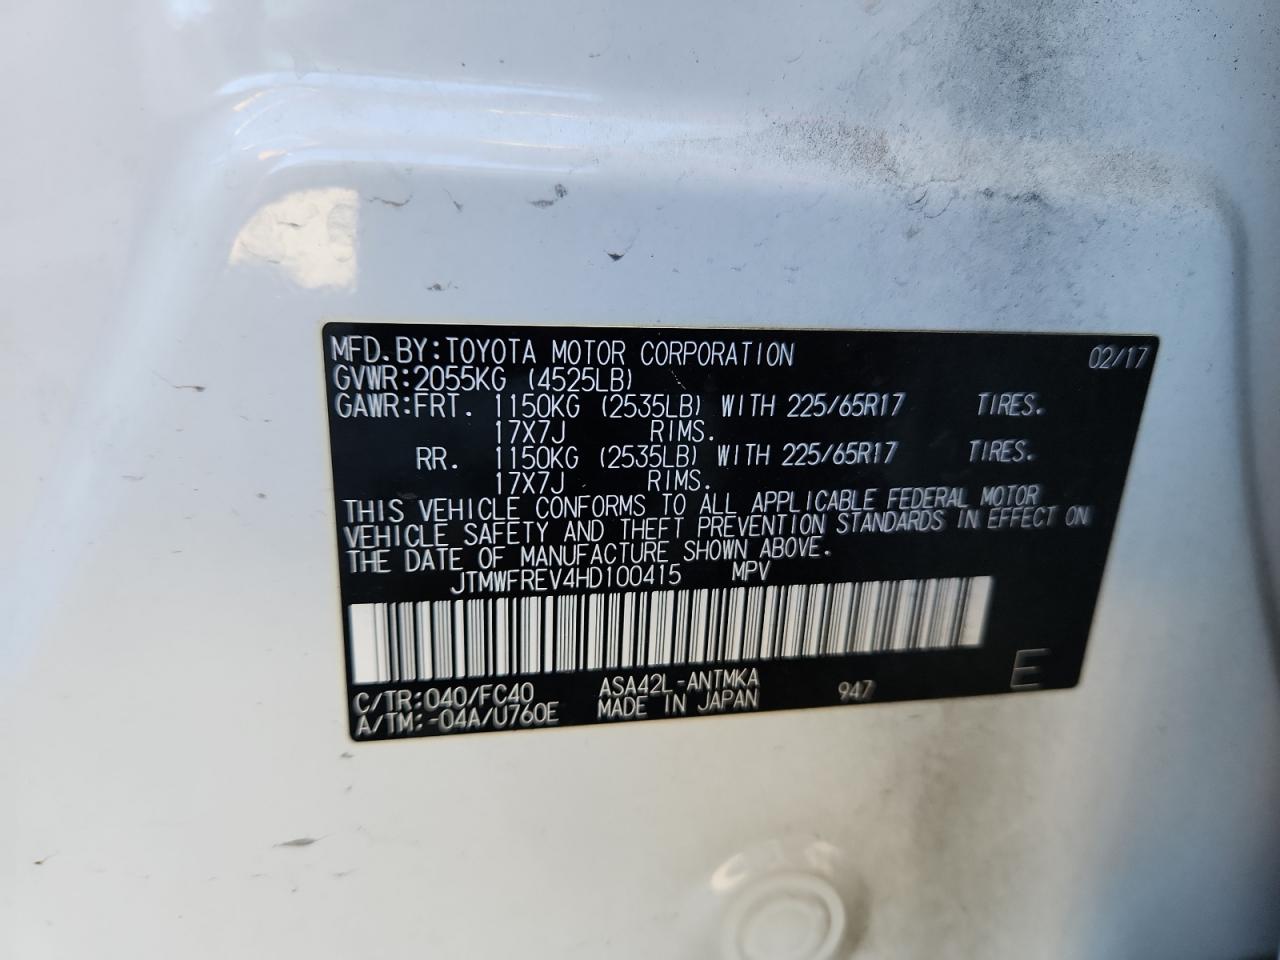 MFD.BY:TOYOTA MOTOR CORPORATION 02/17
GVWR:2055KG (4525LB)
GAWR:FRT. 1150KG (2535LB) WITH 225/65R17 TIRES.
17X7J RIMS.
RR. 1150KG (2535LB) WITH 225/65R17 TIRES.
17X7J RIMS.
THIS VEHICLE CONFORMS TO ALL APPLICABLE FEDERAL MOTOR
VEHICLE SAFETY AND THEFT PREVENTION STANDARDS IN EFFECT ON
THE DATE OF MANUFACTURE SHOWN ABOVE.
JTMWFREV4HD100415 MPV
C/TR:040/FC40 ASA42L-ANTMKA 947 E
A/TM:-04A/U760E MADE IN JAPAN